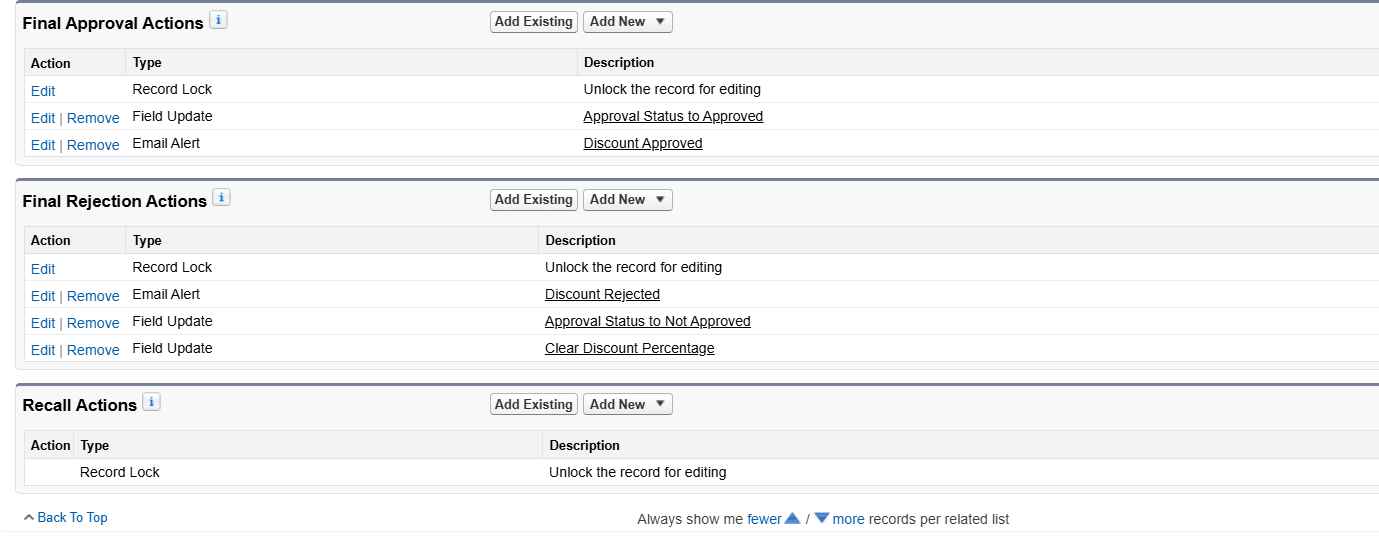 Final Approval Actions i Add Existing Add New
Action Type Description
Edit Record Lock Unlock the record for editing
Edit | Remove Field Update Approval Status to Approved
Edit | Remove Email Alert Discount Approved
Final Rejection Actions i Add Existing Add New
Action Type Description
Edit Record Lock Unlock the record for editing
Edit | Remove Email Alert Discount Rejected
Edit | Remove Field Update Approval Status to Not Approved
Edit | Remove Field Update Clear Discount Percentage
Recall Actions i Add Existing Add New
Action Type Description
Record Lock Unlock the record for editing
Back To Top Always show me fewer / more records per related list